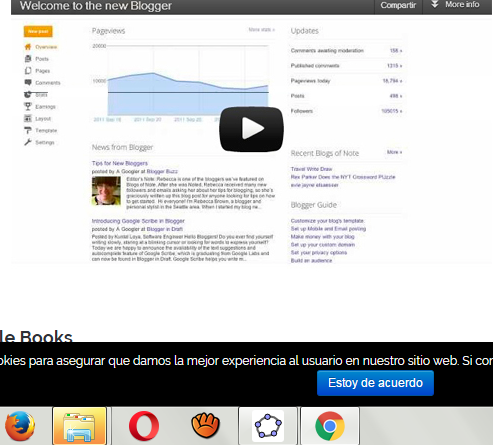 Welcome to the new Blogger
Compartir
More info
New post
Overview
Posts
Pages
Comments
Stats
Earnings
Layout
Template
Settings
Pageviews
More stats »
20000
10000
2011 Sep 16
2011 Sep 20
2011 Sep
2011 Sep
News from Blogger
Tips for New Bloggers
posted by A Googler at Blogger Buzz
Editor's Note: Rebecca is one of the bloggers we've featured on
Blogs of Note. After she was Noted, Rebecca received many new
followers and emails asking her about her tips for blogging, so she's
graciously written up this blog post for anyone looking for tips on how
to get started. Hi everyone! I'm Rebecca Brown, a blogger and
personal stylist in the Seattle area. When I started my blog ne...
Introducing Google Scribe in Blogger
posted by A Googler at Blogger in Draft
Posted by Kuntal Loya, Software Engineer Hello Bloggers! Do you ever find yourself
writing slowly, staring at a blinking cursor or looking for words to express yourself?
Today we are happy to announce the availability of the text suggestions and
autocomplete feature of Google Scribe, which is graduating from Google Labs and
can now be found in Blogger in Draft. Google Scribe helps you write m...
Updates
Comments awaiting moderation 156 »
Published comments 1215 »
Pageviews today 16,794 »
Posts 498 »
Followers 105015 »
Recent Blogs of Note
More »
Travel Write Draw
Rex Parker Does the NYT Crossword Puzzle
evie jayne elsaesser
Blogger Guide
Customize your blog's template
Set up Mobile and Email posting
Make money with your blog
Set up your custom domain
Set your privacy options
Build an audience
le Books
okies para asegurar que damos la mejor experiencia al usuario en nuestro sitio web. Si con
Estoy de acuerdo